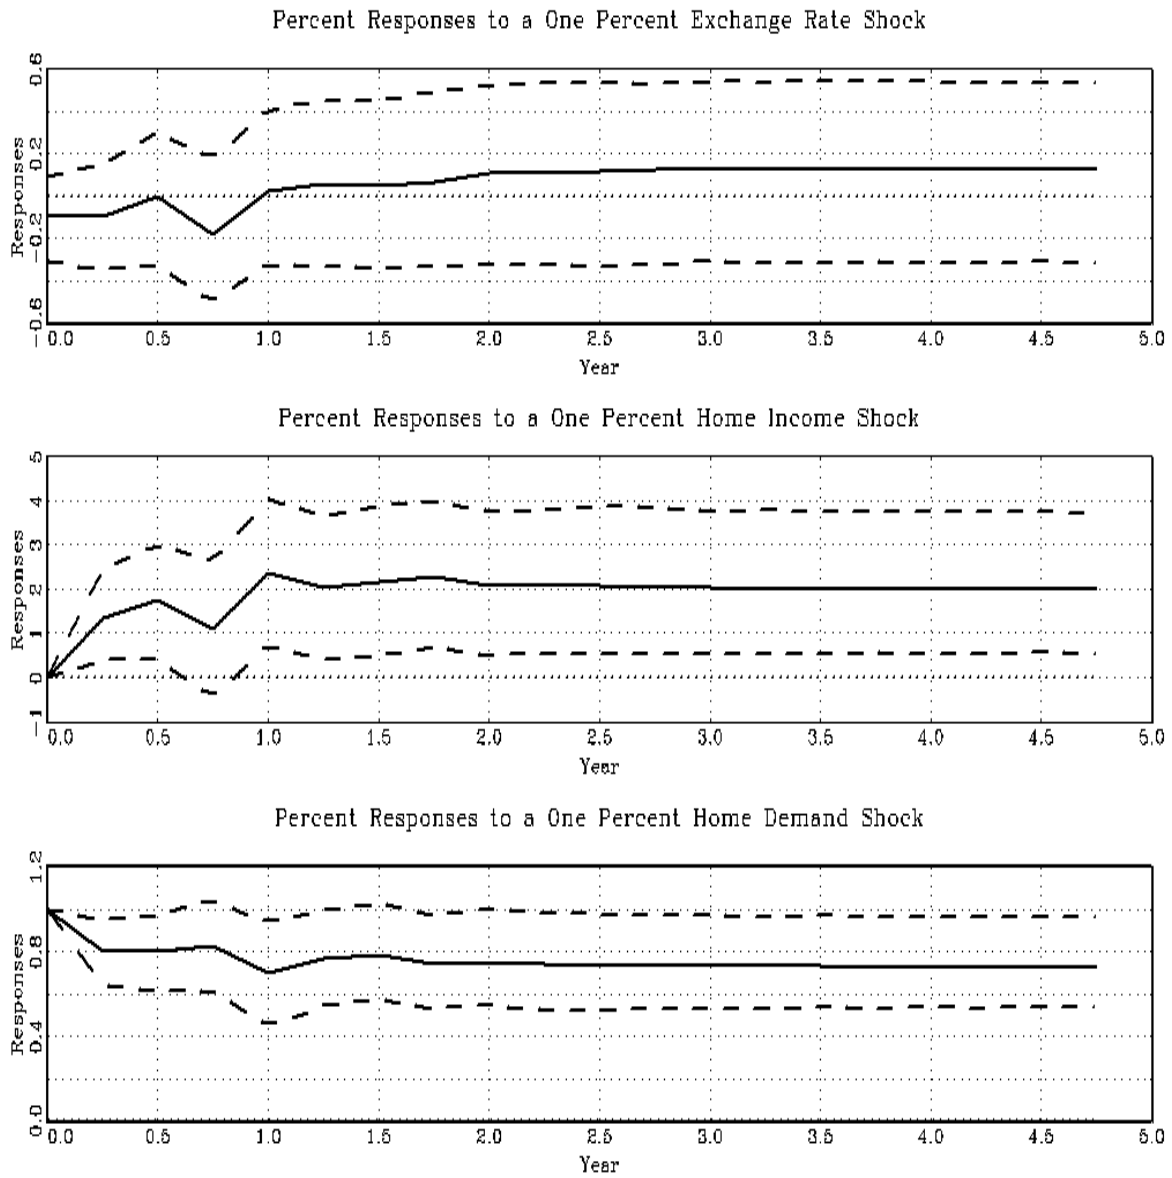 Percent Responses to a One Percent Exchange Rate Shock
Responses
0.6
0.2
-0.2
-0.6
0.0 0.5 1.0 1.5 2.0 2.5 3.0 3.5 4.0 4.5 5.0
Year
Percent Responses to a One Percent Home Income Shock
Responses
5
4
3
2
1
0
-1
0.0 0.5 1.0 1.5 2.0 2.5 3.0 3.5 4.0 4.5 5.0
Year
Percent Responses to a One Percent Home Demand Shock
Responses
1.2
0.8
0.4
0.0
0.0 0.5 1.0 1.5 2.0 2.5 3.0 3.5 4.0 4.5 5.0
Year